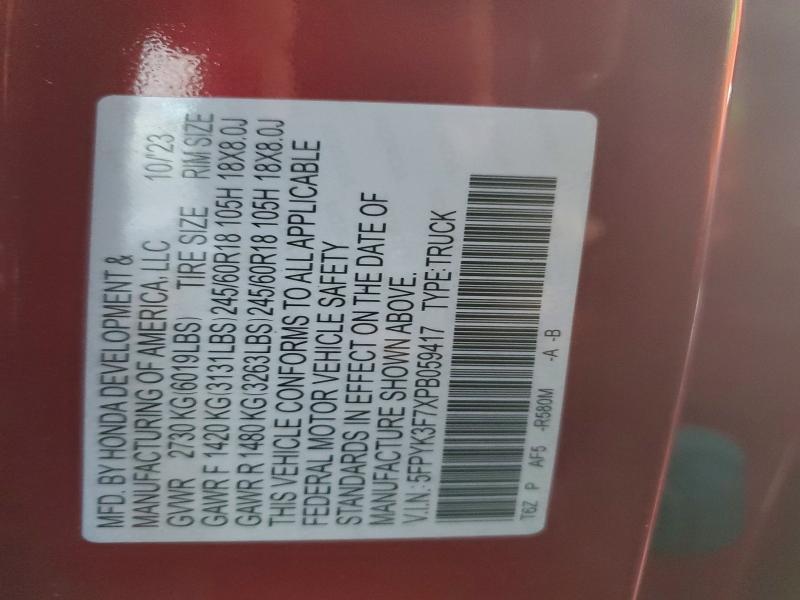 MFD. BY HONDA DEVELOPMENT &
MANUFACTURING OF AMERICA, LLC 10/'23
GVWR 2730 KG (6019LBS) TIRE SIZE RIM SIZE
GAWR F 1420 KG (3131LBS) 245/60R18 105H 18X8.0J
GAWR R 1480 KG (3263LBS) 245/60R18 105H 18X8.0J
THIS VEHICLE CONFORMS TO ALL APPLICABLE
FEDERAL MOTOR VEHICLE SAFETY
STANDARDS IN EFFECT ON THE DATE OF
MANUFACTURE SHOWN ABOVE.
V.I.N.: 5FPYK3F7XPB059417 TYPE:TRUCK
T6Z P AF5 -R580M -A -B